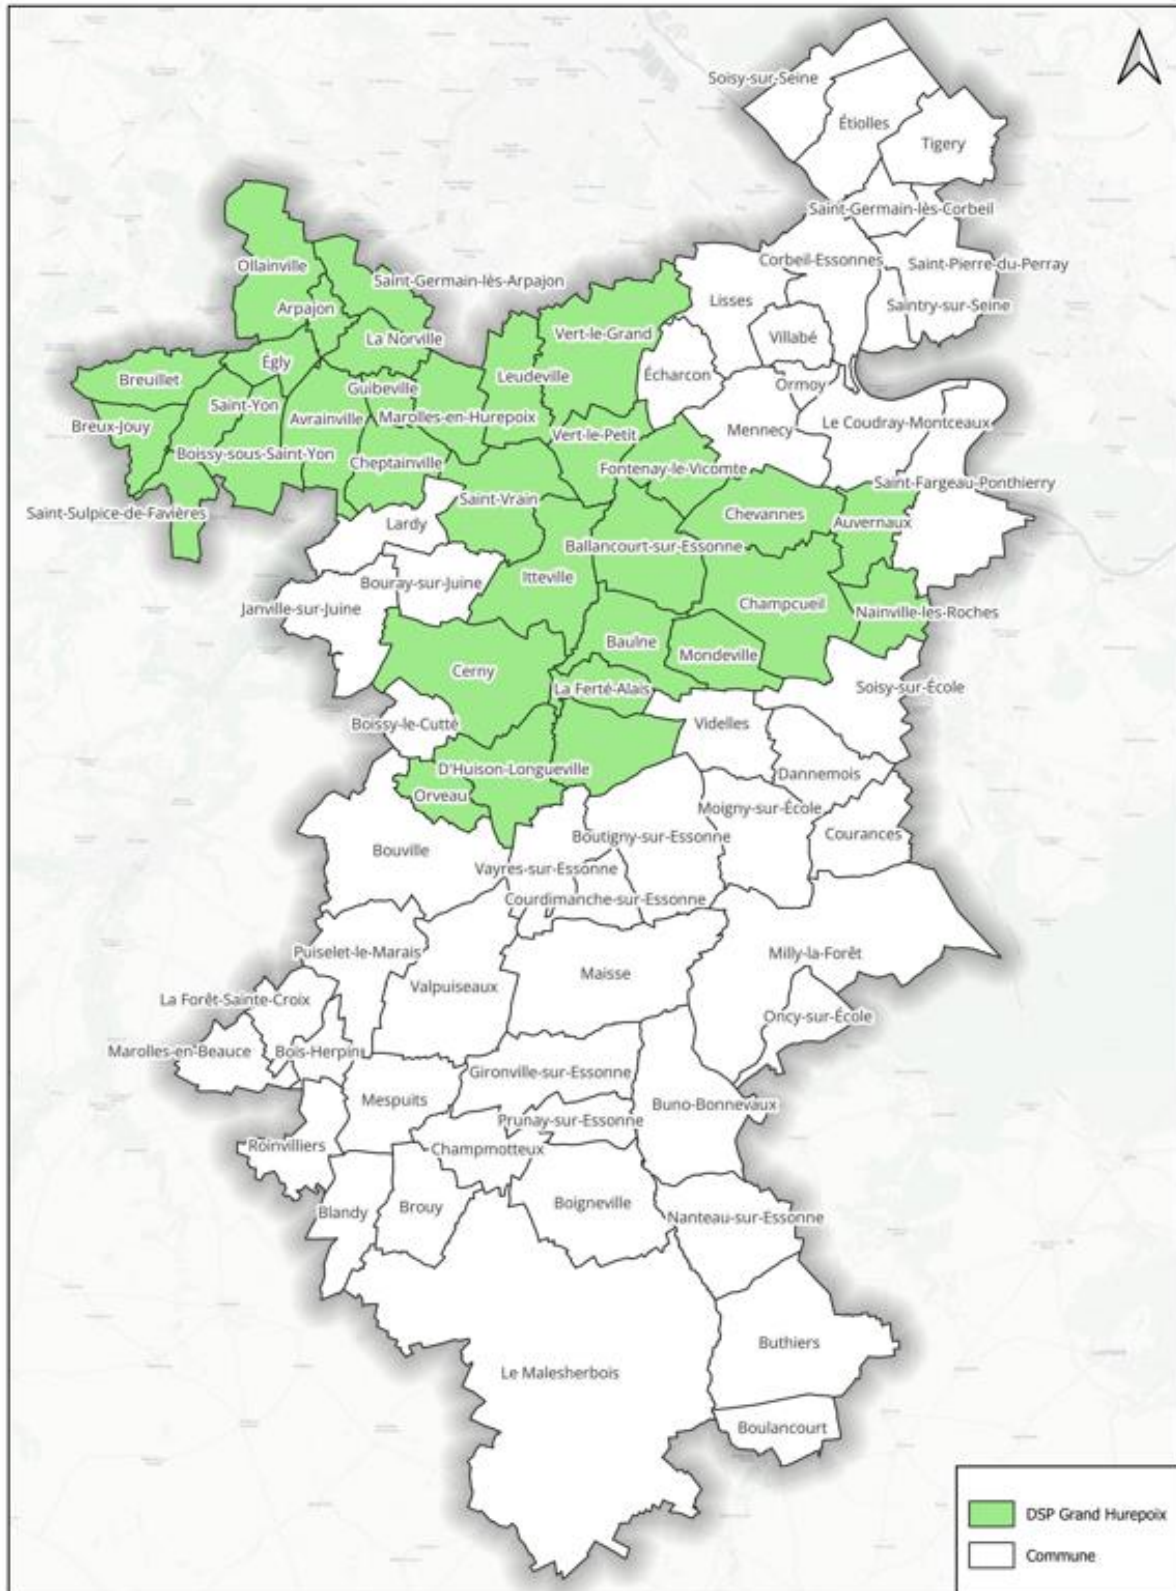 Soisy-sur-Seine
Étiolles
Tigery
Saint-Germain-lès-Corbeil
Corbeil-Essonnes
Saint-Pierre-du-Perray
Ollainville
Saint-Germain-lès-Arpajon
Lisses
Saintry-sur-Seine
Arpajon
La Norville
Vert-le-Grand
Villabé
Égly
Breuillet
Leudeville
Écharcon
Guibeville
Ormoy
Saint-Yon
Avrainville
Marolles-en-Hurepoix
Breux-Jouy
Vert-le-Petit
Mennecy
Le Coudray-Montceaux
Boissy-sous-Saint-Yon
Cheptainville
Fontenay-le-Vicomte
Saint-Fargeau-Ponthierry
Saint-Vrain
Saint-Sulpice-de-Favières
Lardy
Chevannes
Auvernaux
Ballancourt-sur-Essonne
Bouray-sur-Juine
Itteville
Janville-sur-Juine
Champcueil
Nainville-les-Roches
Baulne
Mondeville
Cerny
La Ferté-Alais
Soisy-sur-École
Boissy-le-Cutté
Videlles
D'Huison-Longueville
Dannemois
Orveau
Moigny-sur-École
Boutigny-sur-Essonne
Courances
Bouville
Vayres-sur-Essonne
Courdimanche-sur-Essonne
Puiselet-le-Marais
Milly-la-Forêt
Maisse
Valpuiseaux
La Forêt-Sainte-Croix
Oncy-sur-École
Marolles-en-Beauce
Bois-Herpin
Gironville-sur-Essonne
Mespuits
Buno-Bonnevaux
Prunay-sur-Essonne
Roinvilliers
Champmotteux
Boigneville
Brouy
Blandy
Nanteau-sur-Essonne
Buthiers
Le Malesherbois
Boulancourt
DSP Grand Hurepoix
Commune